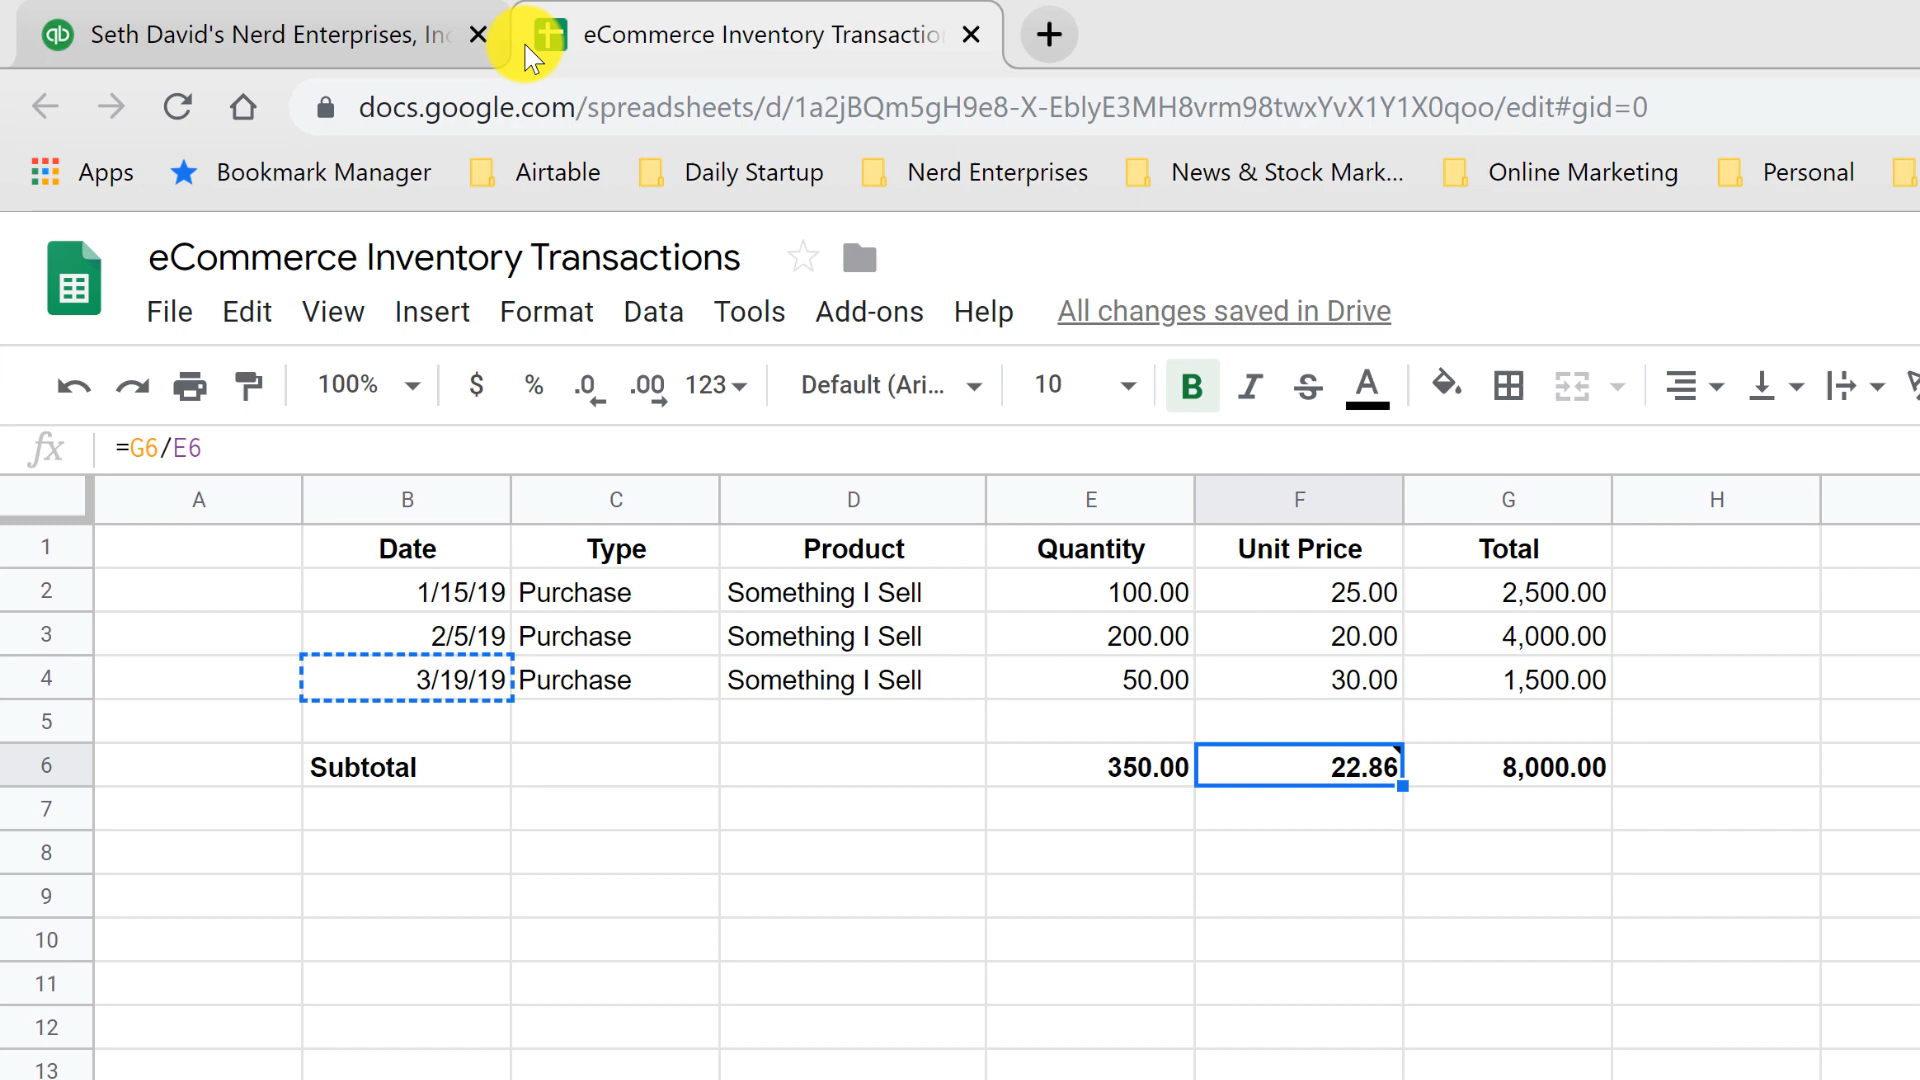 qb Seth David's Nerd Enterprises, Inc eCommerce Inventory Transactio
docs.google.com/spreadsheets/d/1a2jBQm5gH9e8-X-EblyE3MH8vrm98twxYvX1Y1X0qoo/edit#gid=0
Apps Bookmark Manager Airtable Daily Startup Nerd Enterprises News & Stock Mark... Online Marketing Personal
eCommerce Inventory Transactions
File Edit View Insert Format Data Tools Add-ons Help All changes saved in Drive
100% $ % .0 .00 123 Default (Ari... 10 B I S A
fx =G6/E6
A B C D E F G H
1 Date Type Product Quantity Unit Price Total
2 1/15/19 Purchase Something I Sell 100.00 25.00 2,500.00
3 2/5/19 Purchase Something I Sell 200.00 20.00 4,000.00
4 3/19/19 Purchase Something I Sell 50.00 30.00 1,500.00
5
6 Subtotal 350.00 22.86 8,000.00
7
8
9
10
11
12
13